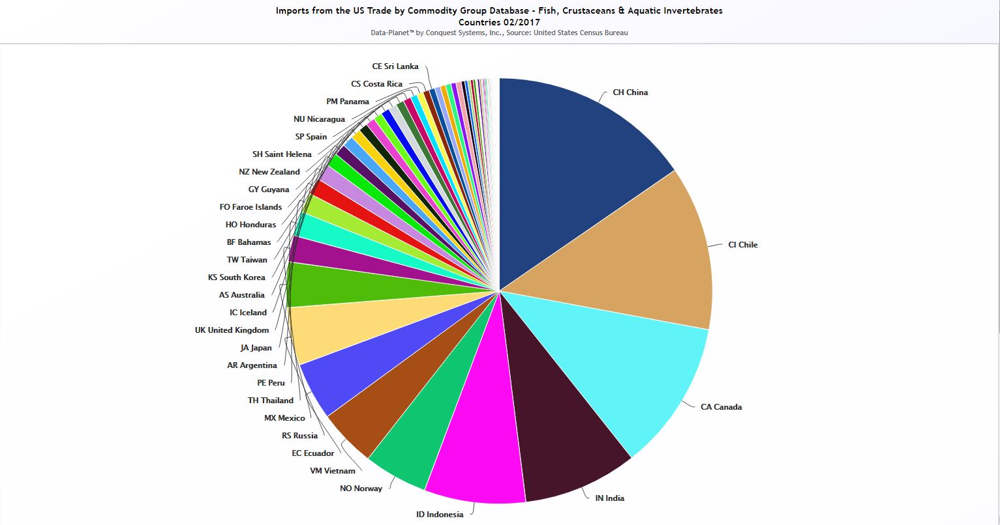 Imports from the US Trade by Commodity Group Database - Fish, Crustaceans & Aquatic Invertebrates
Countries 02/2017
Data-Planet™ by Conquest Systems, Inc., Source: United States Census Bureau
CE Sri Lanka
CS Costa Rica
PM Panama
NU Nicaragua
SP Spain
SH Saint Helena
NZ New Zealand
GY Guyana
FO Faroe Islands
HO Honduras
BF Bahamas
TW Taiwan
KS South Korea
AS Australia
IC Iceland
UK United Kingdom
JA Japan
AR Argentina
PE Peru
TH Thailand
MX Mexico
RS Russia
EC Ecuador
VM Vietnam
NO Norway
ID Indonesia
IN India
CA Canada
CI Chile
CH China